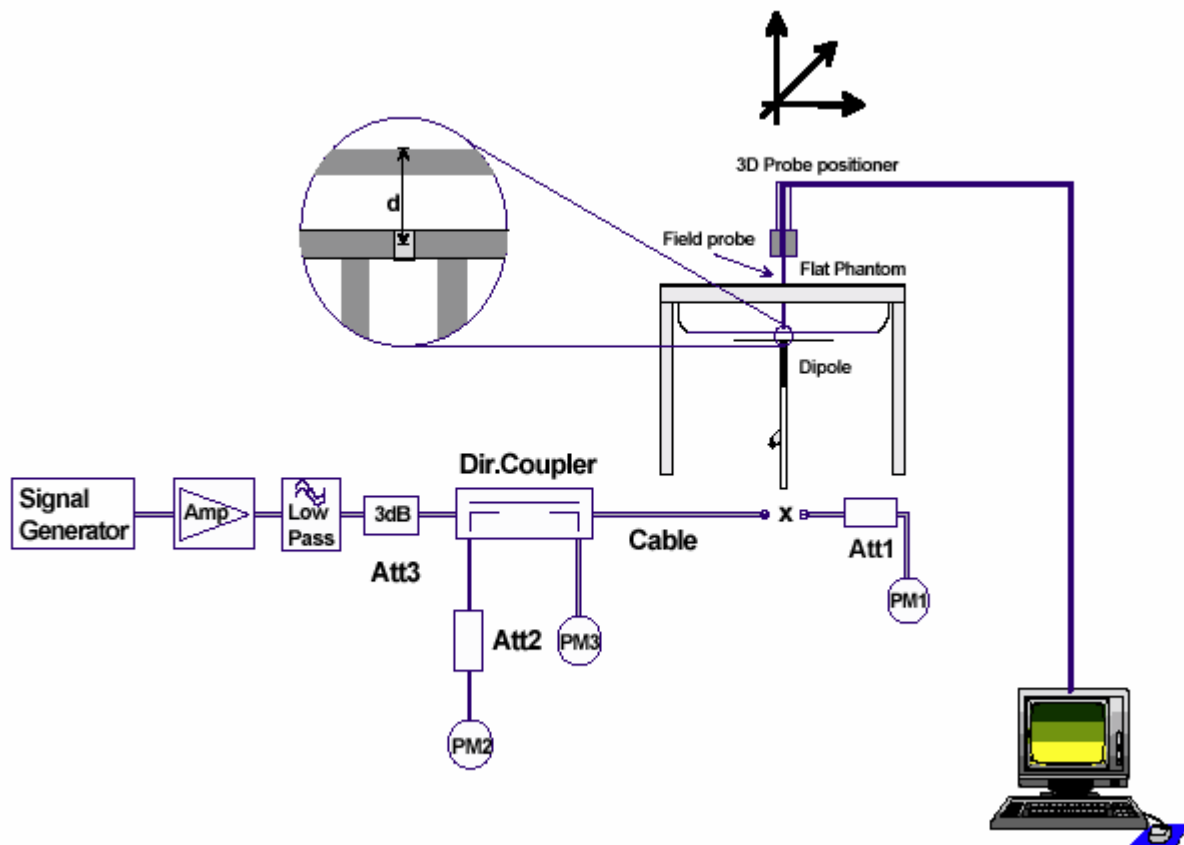 3D Probe positioner
d
Field probe
Flat Phantom
Dipole
Dir.Coupler
Signal
Generator
Amp
Low
Pass
3dB
Att3
Cable
x
Att1
PM1
Att2
PM3
PM2